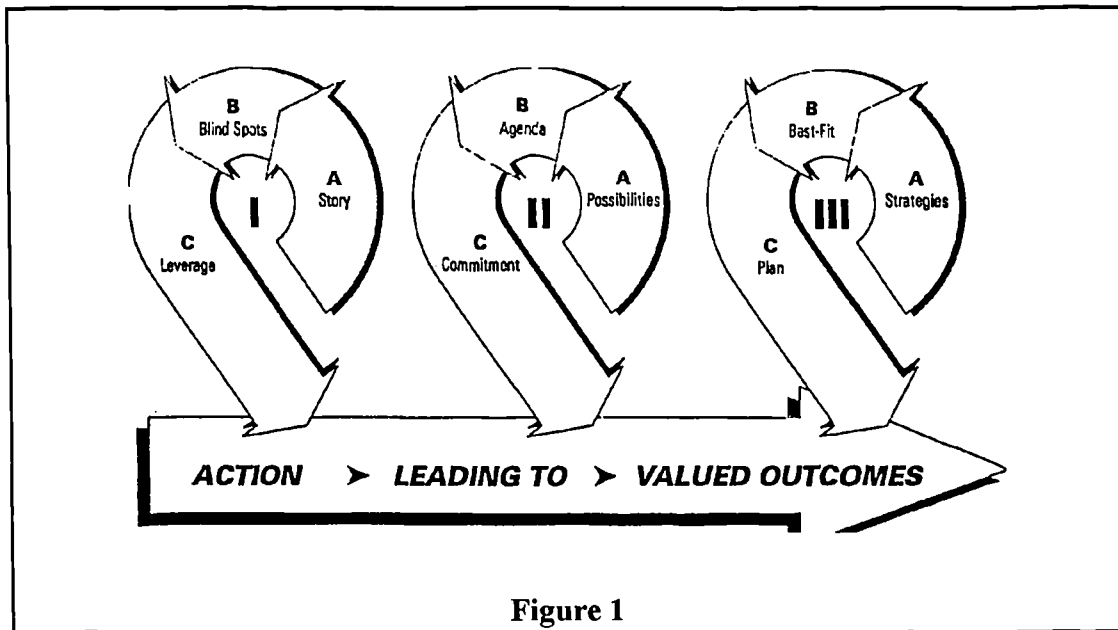 B
Blind Spots
A
Story
I
C
Leverage
B
Agenda
A
Possibilities
II
C
Commitment
B
Bast-Fit
A
Strategies
III
C
Plan
ACTION ➤ LEADING TO ➤ VALUED OUTCOMES
Figure 1